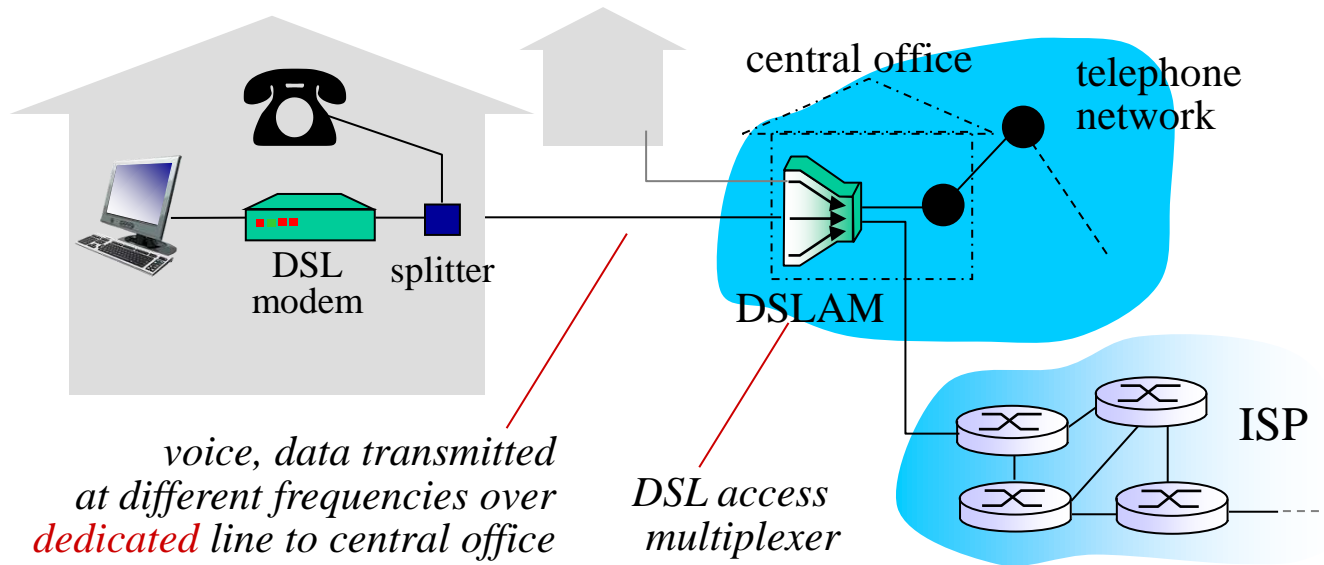 central office
telephone
network
DSL
modem
splitter
DSLAM
ISP
voice, data transmitted
at different frequencies over
dedicated line to central office
DSL access
multiplexer